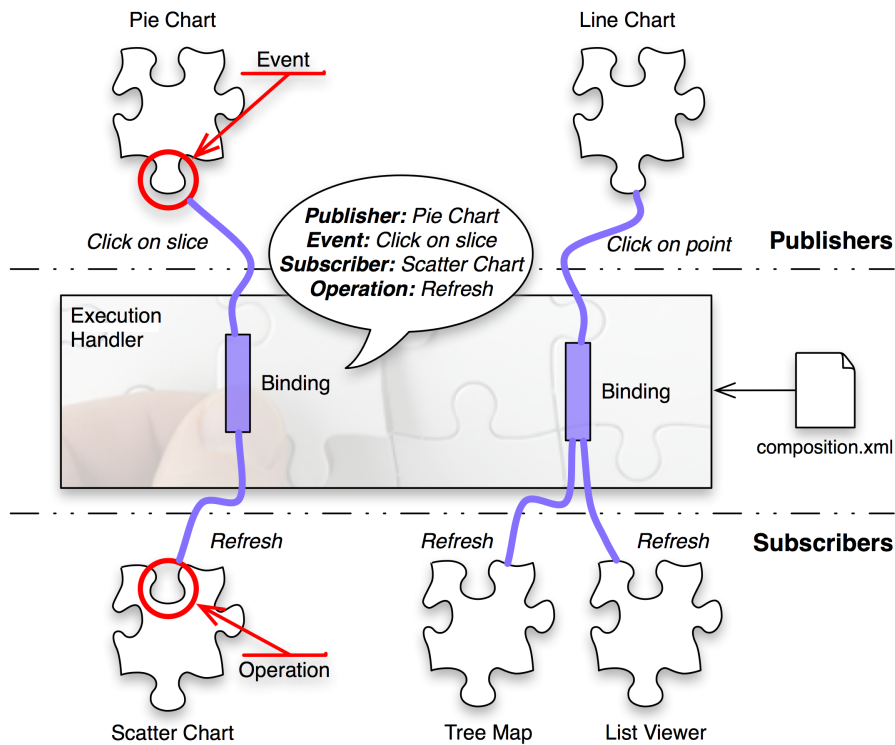 Pie Chart
Line Chart
Event
Publisher: Pie Chart
Event: Click on slice
Subscriber: Scatter Chart
Operation: Refresh
Click on slice
Click on point
Publishers
Execution
Handler
Binding
Binding
composition.xml
Refresh
Refresh
Refresh
Subscribers
Operation
Scatter Chart
Tree Map
List Viewer